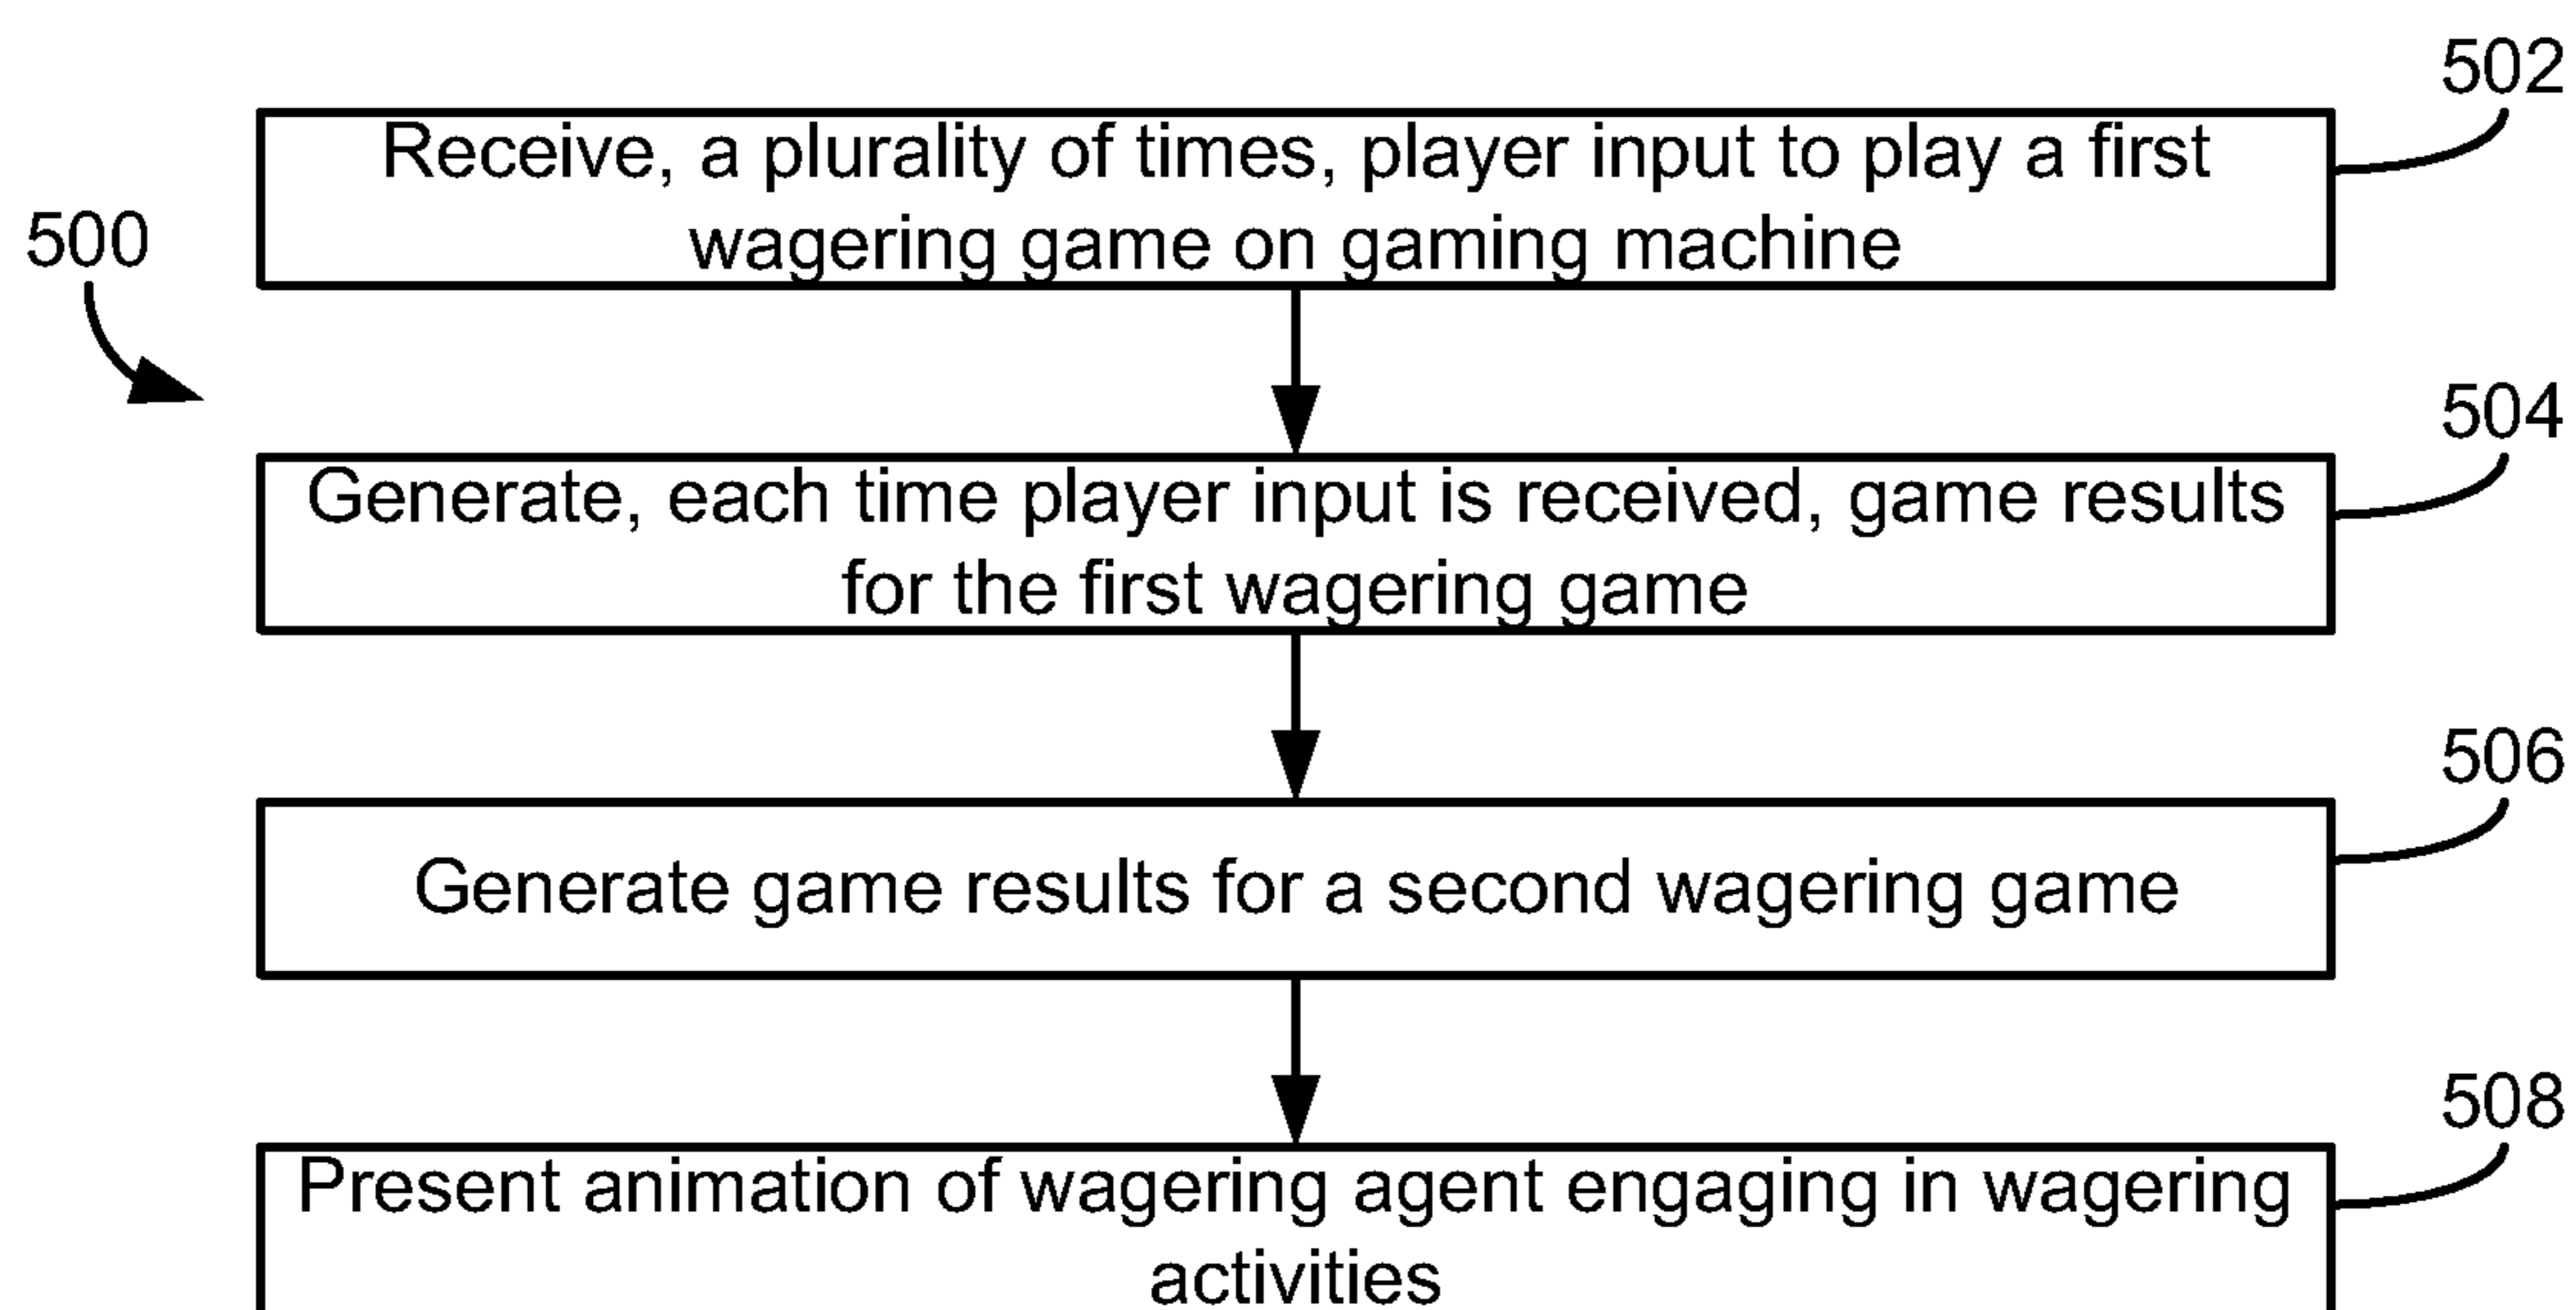 502
Receive, a plurality of times, player input to play a first
wagering game on gaming machine
500
504
Generate, each time player input is received, game results
for the first wagering game
506
Generate game results for a second wagering game
508
Present animation of wagering agent engaging in wagering
activities